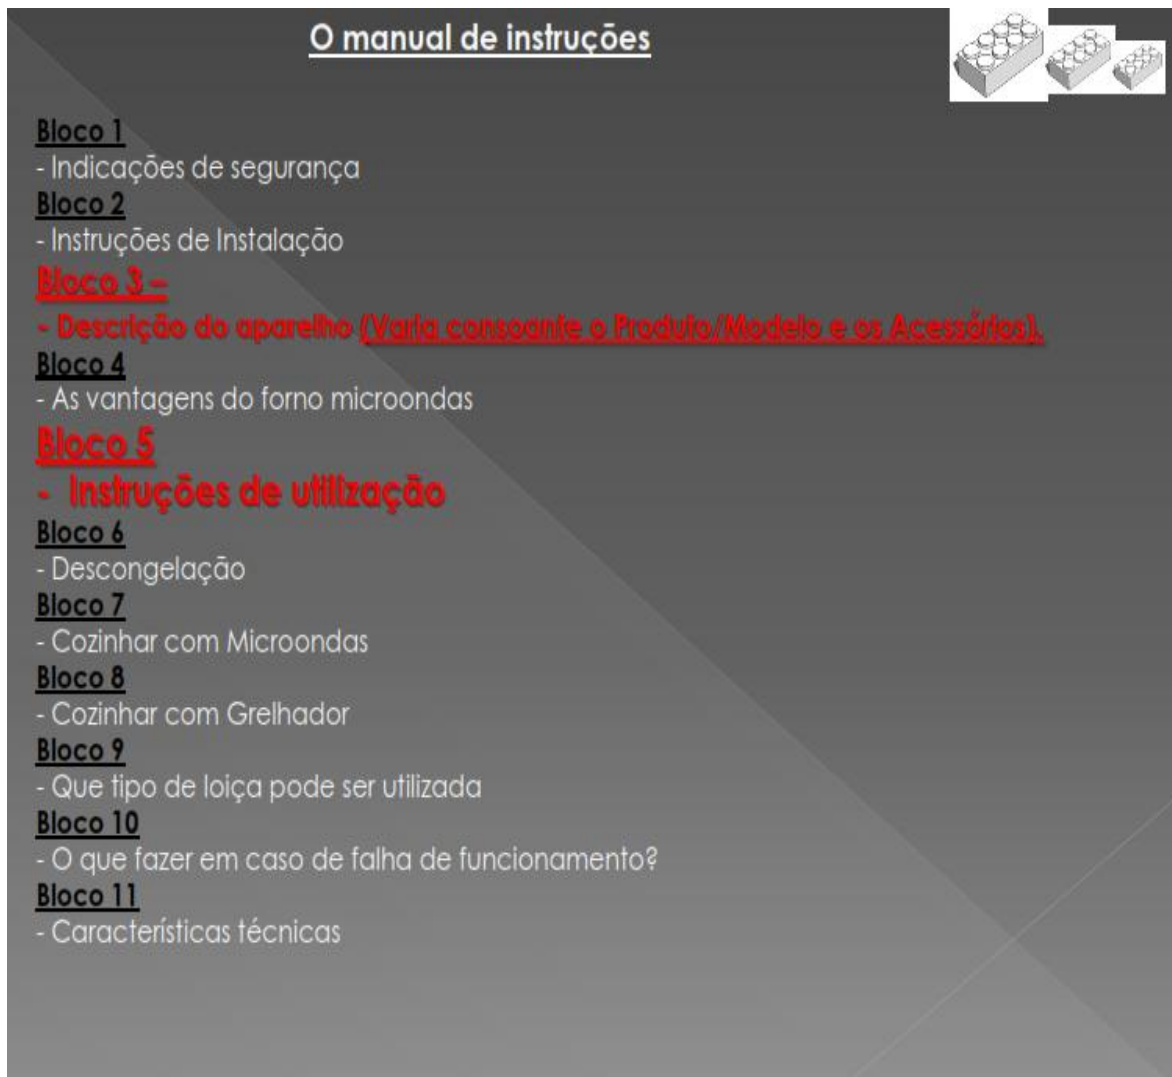 O manual de instruções
Bloco 1
- Indicações de segurança
Bloco 2
- Instruções de Instalação
Bloco 3 –
- Descrição do aparelho (Varia consoante o Produto/Modelo e os Acessórios).
Bloco 4
- As vantagens do forno microondas
Bloco 5
- Instruções de utilização
Bloco 6
- Descongelação
Bloco 7
- Cozinhar com Microondas
Bloco 8
- Cozinhar com Grelhador
Bloco 9
- Que tipo de loiça pode ser utilizada
Bloco 10
- O que fazer em caso de falha de funcionamento?
Bloco 11
- Características técnicas